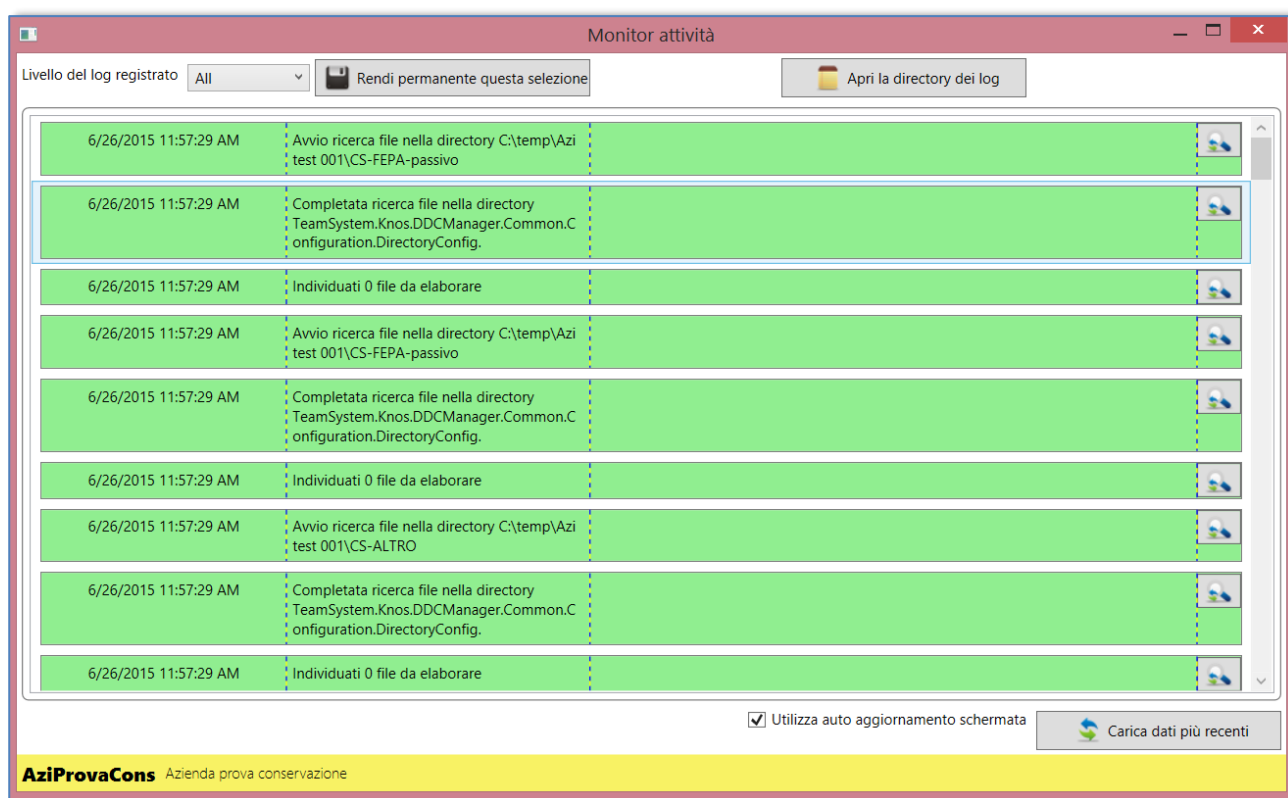 Monitor attività
Livello del log registrato All Rendi permanente questa selezione Apri la directory dei log
6/26/2015 11:57:29 AM Avvio ricerca file nella directory C:\temp\Azi
test 001\CS-FEPA-passivo
6/26/2015 11:57:29 AM Completata ricerca file nella directory
TeamSystem.Knos.DDCManager.Common.C
onfiguration.DirectoryConfig.
6/26/2015 11:57:29 AM Individuati 0 file da elaborare
6/26/2015 11:57:29 AM Avvio ricerca file nella directory C:\temp\Azi
test 001\CS-FEPA-passivo
6/26/2015 11:57:29 AM Completata ricerca file nella directory
TeamSystem.Knos.DDCManager.Common.C
onfiguration.DirectoryConfig.
6/26/2015 11:57:29 AM Individuati 0 file da elaborare
6/26/2015 11:57:29 AM Avvio ricerca file nella directory C:\temp\Azi
test 001\CS-ALTRO
6/26/2015 11:57:29 AM Completata ricerca file nella directory
TeamSystem.Knos.DDCManager.Common.C
onfiguration.DirectoryConfig.
6/26/2015 11:57:29 AM Individuati 0 file da elaborare
Utilizza auto aggiornamento schermata Carica dati più recenti
AziProvaCons Azienda prova conservazione